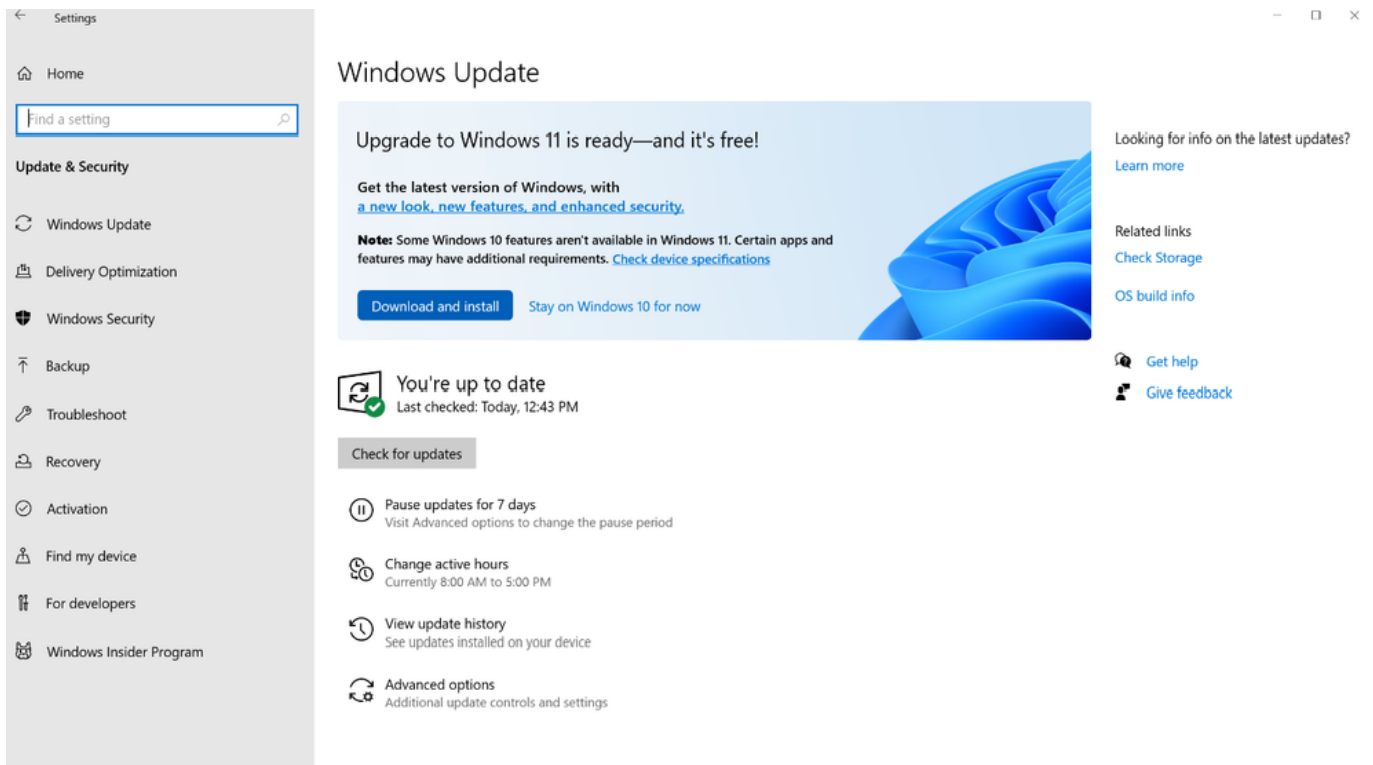 Settings
Home
Find a setting
Update & Security
Windows Update
Delivery Optimization
Windows Security
Backup
Troubleshoot
Recovery
Activation
Find my device
For developers
Windows Insider Program
Windows Update
Upgrade to Windows 11 is ready—and it's free!
Get the latest version of Windows, with
a new look, new features, and enhanced security.
Note: Some Windows 10 features aren't available in Windows 11. Certain apps and
features may have additional requirements. Check device specifications
Download and install
Stay on Windows 10 for now
You're up to date
Last checked: Today, 12:43 PM
Check for updates
Pause updates for 7 days
Visit Advanced options to change the pause period
Change active hours
Currently 8:00 AM to 5:00 PM
View update history
See updates installed on your device
Advanced options
Additional update controls and settings
Looking for info on the latest updates?
Learn more
Related links
Check Storage
OS build info
Get help
Give feedback